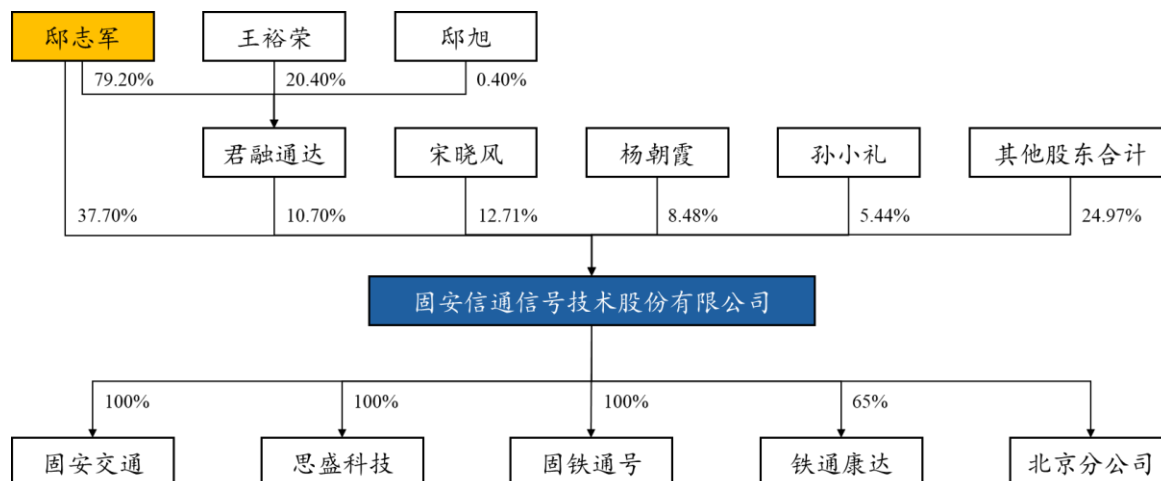 邸志军
王裕荣
邸旭
79.20%
20.40%
0.40%
君融通达
宋晓风
杨朝霞
孙小礼
其他股东合计
37.70%
10.70%
12.71%
8.48%
5.44%
24.97%
固安信通信号技术股份有限公司
100%
100%
100%
65%
固安交通
思盛科技
固铁通号
铁通康达
北京分公司